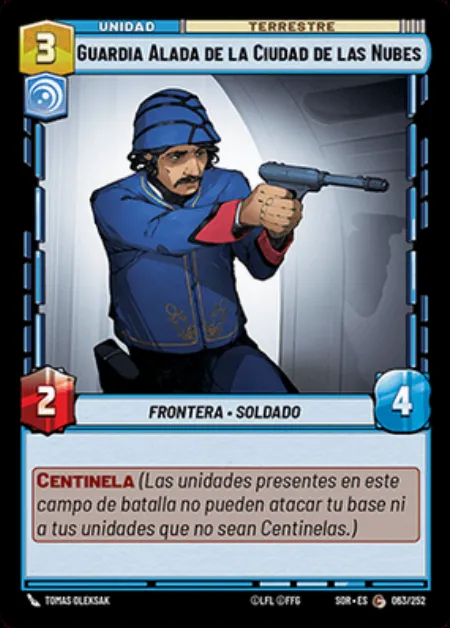 UNIDAD
TERRESTRE
3
Guardia Alada de la Ciudad de las Nubes
2
FRONTERA • SOLDADO
4
CENTINELA (Las unidades presentes en este
campo de batalla no pueden atacar tu base ni
a tus unidades que no sean Centinelas.)
TOMAS OLEKSAK
©LFL ©FFG
SOR•ES
C
063/252